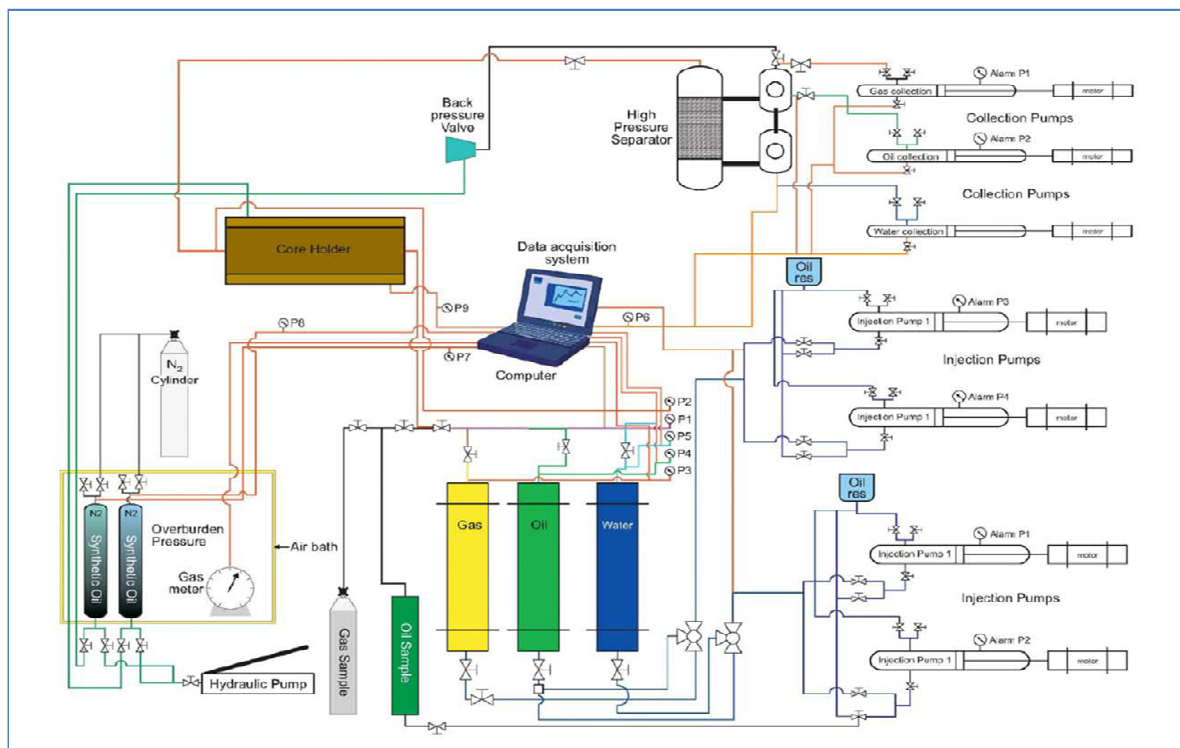 Alarm P1
Gas collection
motor
Collection Pumps
Back
pressure
Valve
High
Pressure
Separator
Alarm P2
Oil collection
motor
Collection Pumps
Water collection
motor
Core Holder
Data acquisition
system
Oil
res
Alarm P3
Injection Pump 1
motor
P9
P6
P8
P7
Injection Pumps
Computer
N2
Cylinder
Alarm P4
Injection Pump 1
motor
P2
P1
P5
P4
P3
Oil
res
N2
N2
Synthetic Oil
Synthetic Oil
Overburden
Pressure
Air bath
Gas
meter
Gas
Oil
Water
Alarm P1
Injection Pump 1
motor
Injection Pumps
Gas Sample
Oil Sample
Alarm P2
Injection Pump 1
motor
Hydraulic Pump